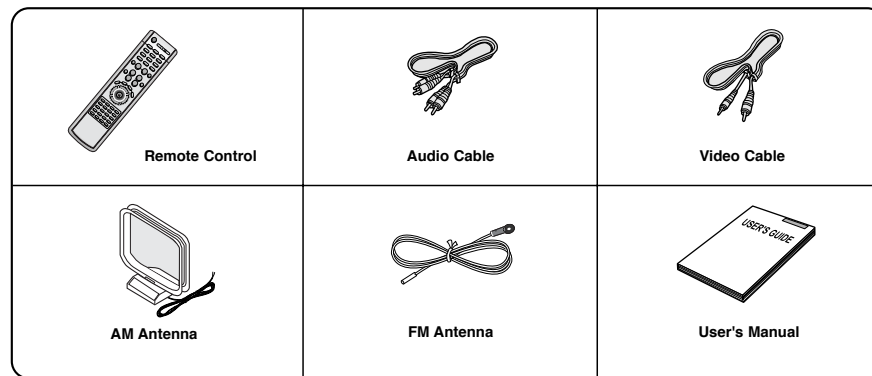 Remote Control
Audio Cable
Video Cable
USER'S GUIDE
AM Antenna
FM Antenna
User's Manual